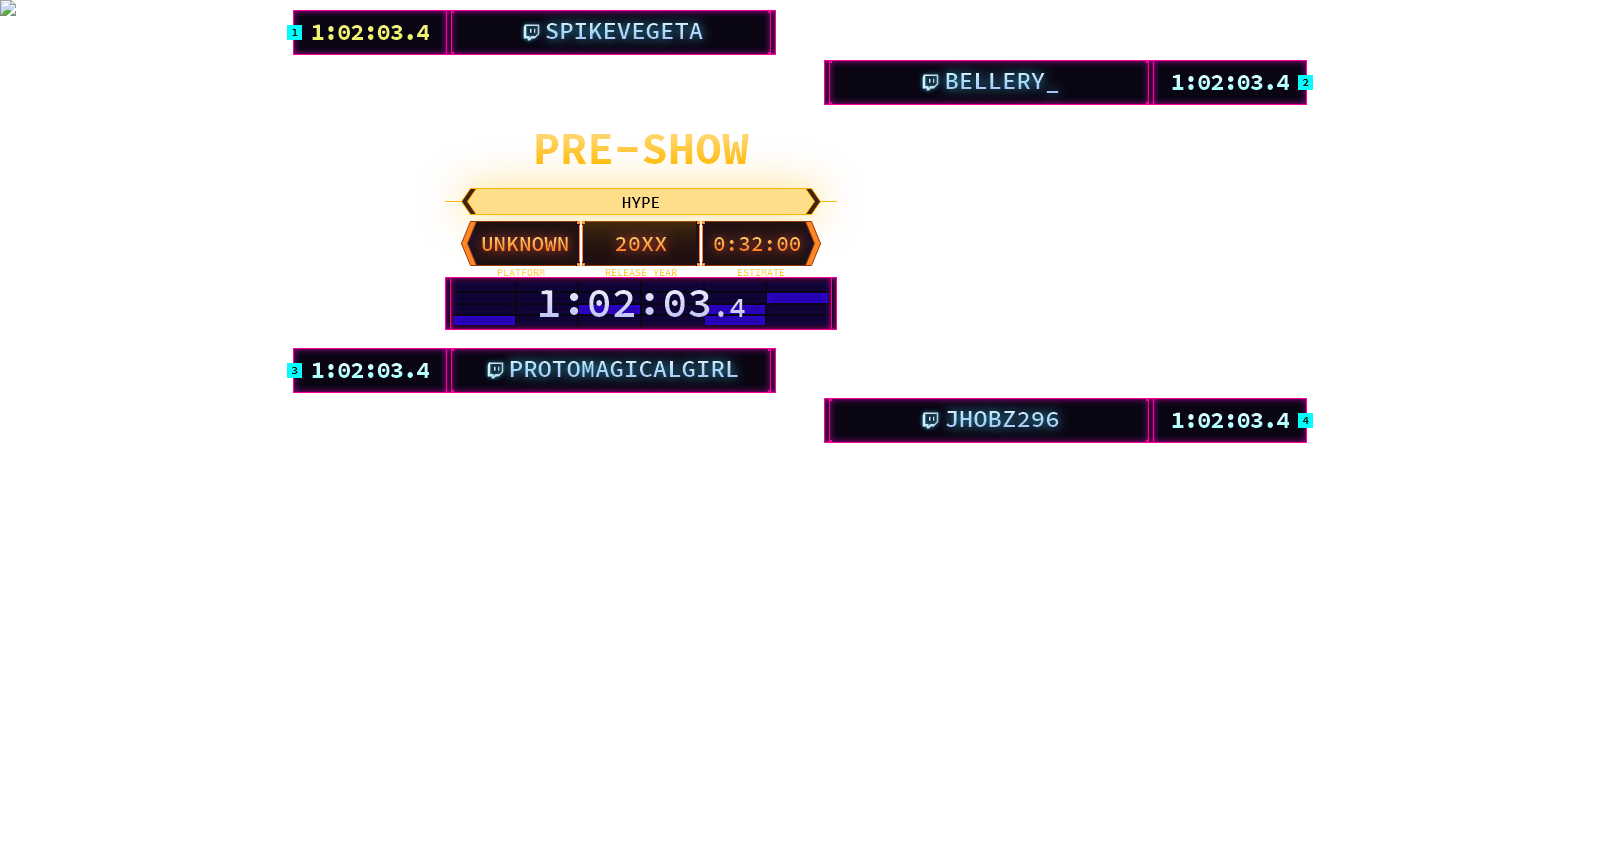 1 1:02:03.4 SPIKEVEGETA
BELLERY_ 1:02:03.4 2
PRE-SHOW
HYPE
UNKNOWN 20XX 0:32:00
PLATFORM RELEASE YEAR ESTIMATE
1:02:03.4
3 1:02:03.4 PROTOMAGICALGIRL
JHOBZ296 1:02:03.4 4